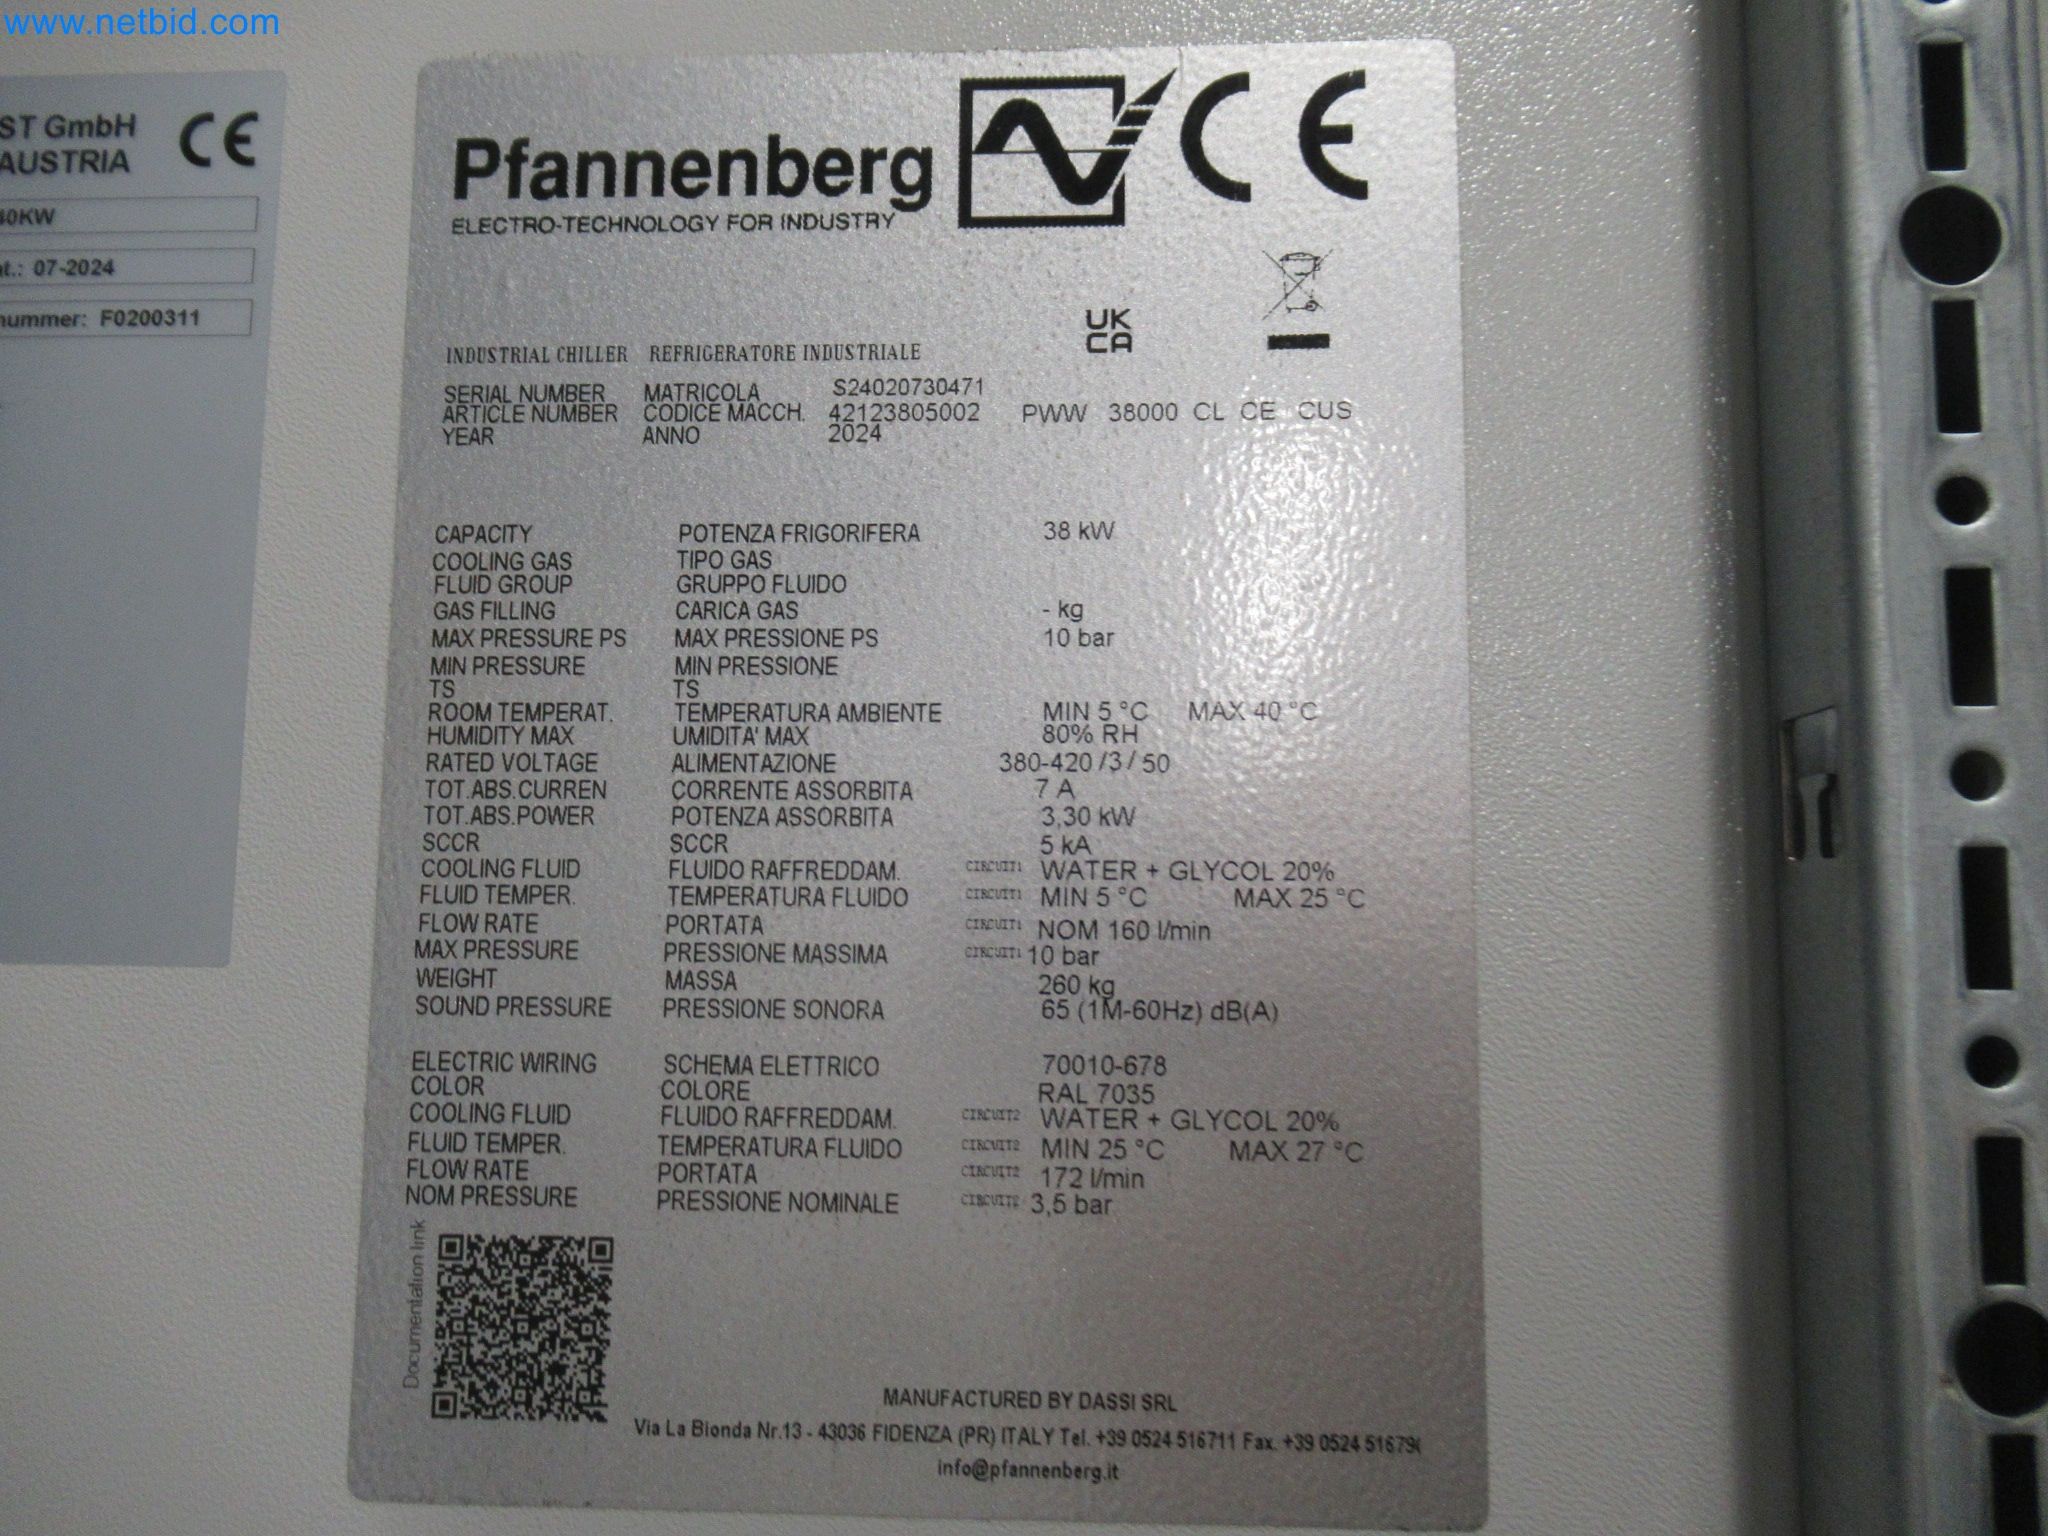 www.netbid.com
ST GmbH CE
AUSTRIA
40KW
at.: 07-2024
nummer: F0200311
Pfannenberg CE
ELECTRO-TECHNOLOGY FOR INDUSTRY
UK
CA
INDUSTRIAL CHILLER REFRIGERATORE INDUSTRIALE
SERIAL NUMBER MATRICOLA S24020730471
ARTICLE NUMBER CODICE MACCH. 42123805002 PWW 38000 CL CE CUS
YEAR ANNO 2024
CAPACITY POTENZA FRIGORIFERA 38 kW
COOLING GAS TIPO GAS
FLUID GROUP GRUPPO FLUIDO
GAS FILLING CARICA GAS - kg
MAX PRESSURE PS MAX PRESSIONE PS 10 bar
MIN PRESSURE MIN PRESSIONE
TS TS
ROOM TEMPERAT. TEMPERATURA AMBIENTE MIN 5 °C MAX 40 °C
HUMIDITY MAX UMIDITA' MAX 80% RH
RATED VOLTAGE ALIMENTAZIONE 380-420 /3 / 50
TOT.ABS.CURREN CORRENTE ASSORBITA 7 A
TOT.ABS.POWER POTENZA ASSORBITA 3,30 kW
SCCR SCCR 5 kA
COOLING FLUID FLUIDO RAFFREDDAM. CIRCUIT1 WATER + GLYCOL 20%
FLUID TEMPER. TEMPERATURA FLUIDO CIRCUIT1 MIN 5 °C MAX 25 °C
FLOW RATE PORTATA CIRCUIT1 NOM 160 l/min
MAX PRESSURE PRESSIONE MASSIMA CIRCUIT1 10 bar
WEIGHT MASSA 260 kg
SOUND PRESSURE PRESSIONE SONORA 65 (1M-60Hz) dB(A)
ELECTRIC WIRING SCHEMA ELETTRICO 70010-678
COLOR COLORE RAL 7035
COOLING FLUID FLUIDO RAFFREDDAM. CIRCUIT2 WATER + GLYCOL 20%
FLUID TEMPER. TEMPERATURA FLUIDO CIRCUIT2 MIN 25 °C MAX 27 °C
FLOW RATE PORTATA CIRCUIT2 172 l/min
NOM PRESSURE PRESSIONE NOMINALE CIRCUIT2 3,5 bar
Documentation link
MANUFACTURED BY DASSI SRL
Via La Bionda Nr.13 - 43036 FIDENZA (PR) ITALY Tel. +39 0524 516711 Fax. +39 0524 51679
info@pfannenberg.it